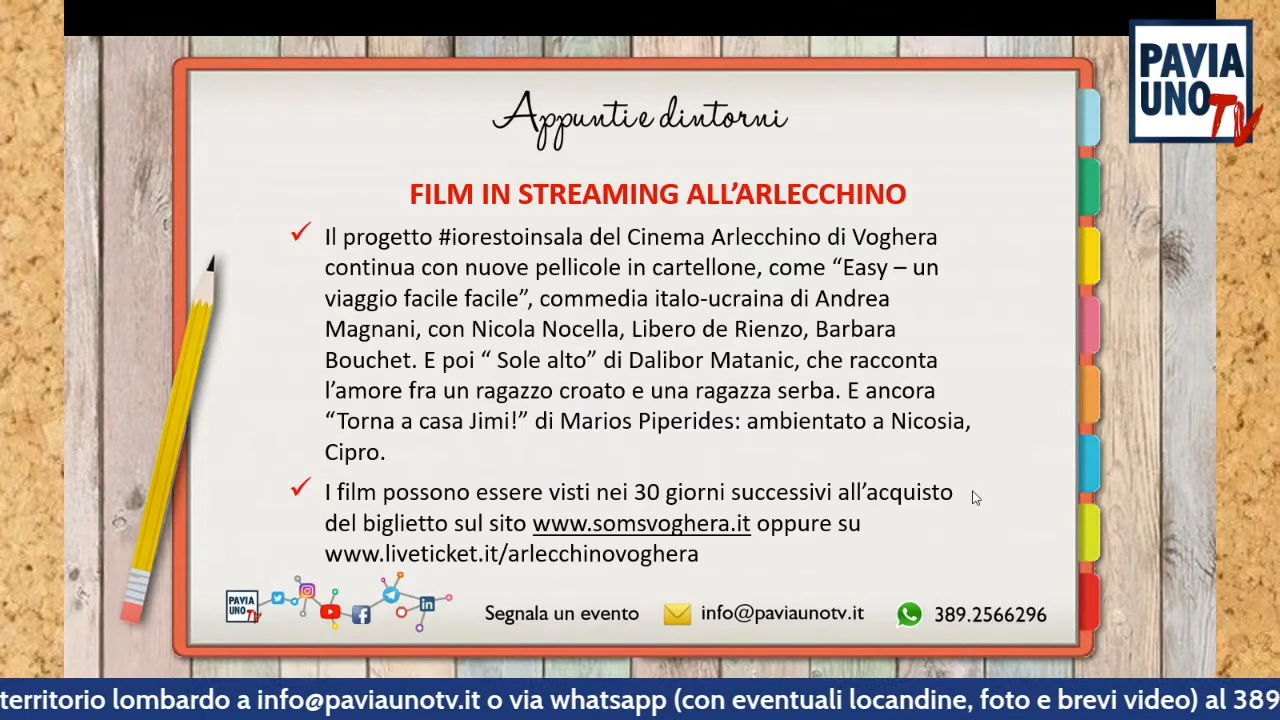 PAVIA
UNO TV
Appunti e dintorni
FILM IN STREAMING ALL’ARLECCHINO
Il progetto #iorestoinsala del Cinema Arlecchino di Voghera
continua con nuove pellicole in cartellone, come “Easy – un
viaggio facile facile”, commedia italo-ucraina di Andrea
Magnani, con Nicola Nocella, Libero de Rienzo, Barbara
Bouchet. E poi “ Sole alto” di Dalibor Matanic, che racconta
l’amore fra un ragazzo croato e una ragazza serba. E ancora
“Torna a casa Jimi!” di Marios Piperides: ambientato a Nicosia,
Cipro.
I film possono essere visti nei 30 giorni successivi all’acquisto
del biglietto sul sito www.somsvoghera.it oppure su
www.liveticket.it/arlecchinovoghera
PAVIA
UNO TV
Segnala un evento info@paviaunotv.it 389.2566296
territorio lombardo a info@paviaunotv.it o via whatsapp (con eventuali locandine, foto e brevi video) al 389